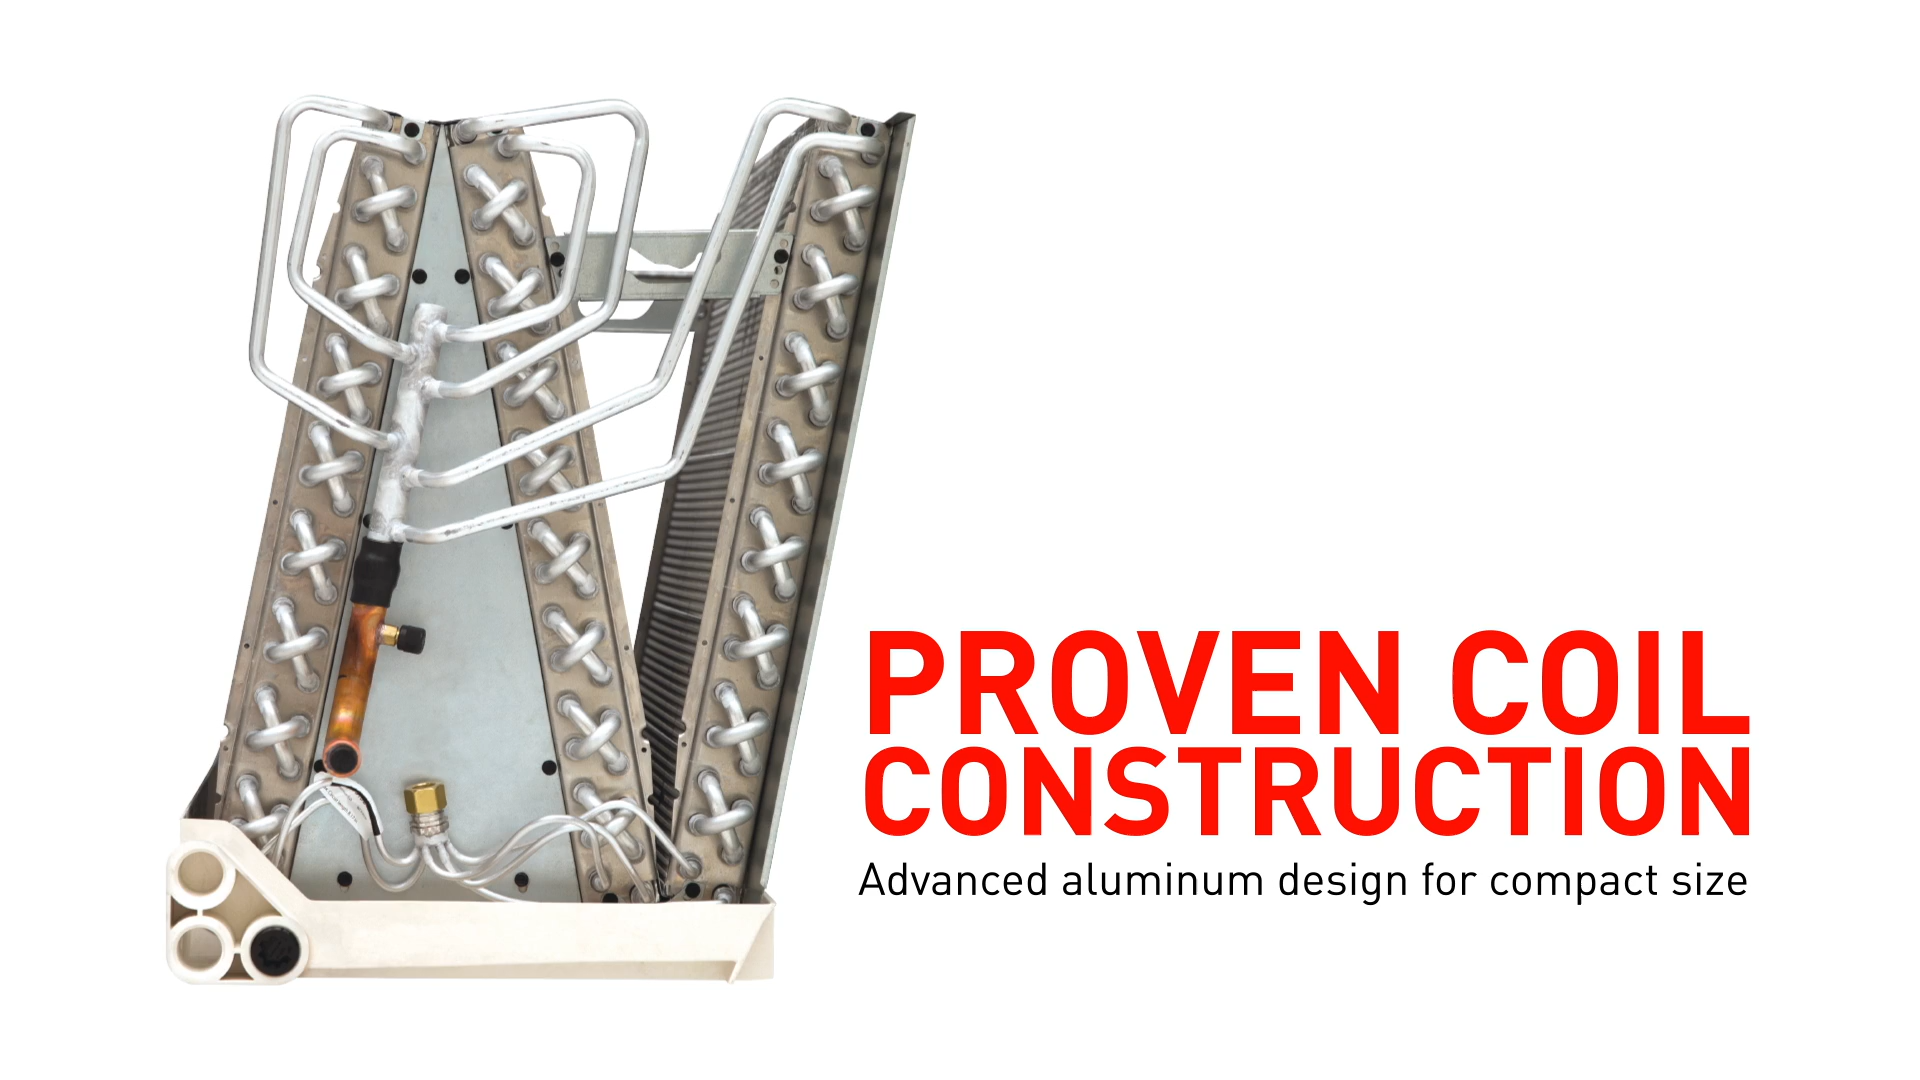 PROVEN COIL
CONSTRUCTION
Advanced aluminum design for compact size